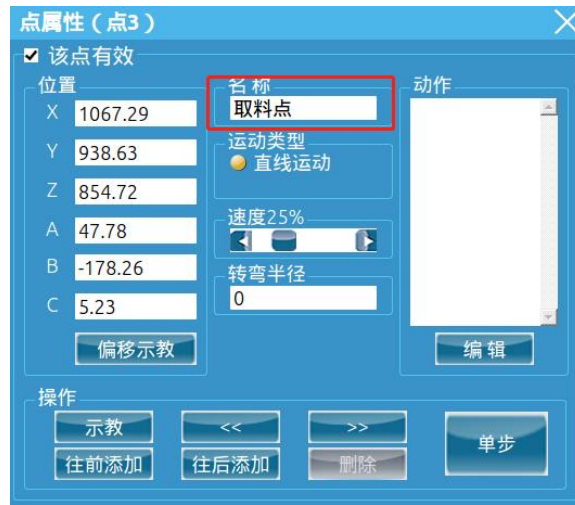 点属性（点3）
该点有效
位置
X 1067.29
Y 938.63
Z 854.72
A 47.78
B -178.26
C 5.23
偏移示教
名 称
取料点
运动类型
直线运动
速度25%
转弯半径
0
动作
编 辑
操作
示教 << >> 单步
往前添加 往后添加 删除